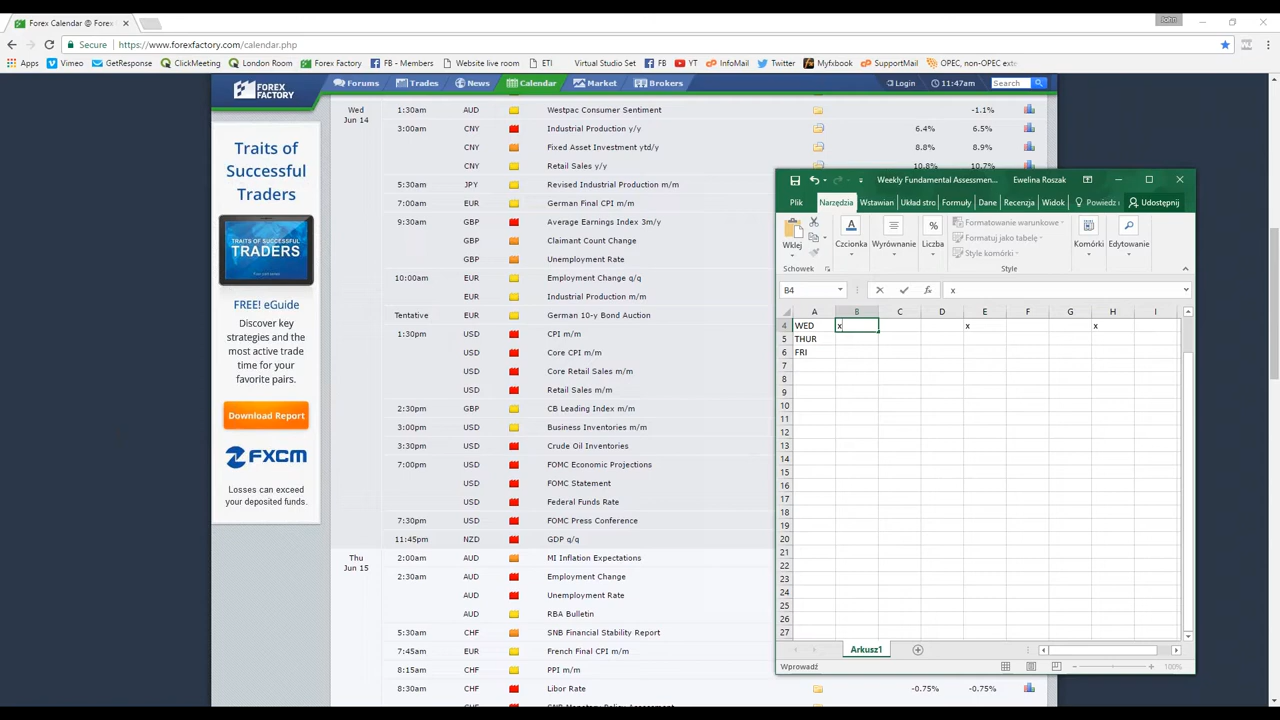 Forex Calendar @ Forex
John
Secure https://www.forexfactory.com/calendar.php
Apps Vimeo GetResponse ClickMeeting London Room Forex Factory FB - Members Website live room ETI Virtual Studio Set FB YT InfoMail Twitter Myfxbook SupportMail OPEC, non-OPEC ex
FOREX FACTORY
Forums Trades News Calendar Market Brokers Login 11:47am Search
Traits of
Successful
Traders
TRAITS OF SUCCESSFUL
TRADERS
FREE! eGuide
Discover key
strategies and the
most active trade
time for your
favorite pairs.
Download Report
FXCM
Losses can exceed
your deposited funds.
Wed
Jun 14
1:30am AUD Westpac Consumer Sentiment -1.1%
3:00am CNY Industrial Production y/y 6.4% 6.5%
CNY Fixed Asset Investment ytd/y 8.8% 8.9%
CNY Retail Sales y/y 10.8% 10.7%
5:30am JPY Revised Industrial Production m/m
7:00am EUR German Final CPI m/m
9:30am GBP Average Earnings Index 3m/y
GBP Claimant Count Change
GBP Unemployment Rate
10:00am EUR Employment Change q/q
EUR Industrial Production m/m
Tentative EUR German 10-y Bond Auction
1:30pm USD CPI m/m
USD Core CPI m/m
USD Core Retail Sales m/m
USD Retail Sales m/m
2:30pm GBP CB Leading Index m/m
3:00pm USD Business Inventories m/m
3:30pm USD Crude Oil Inventories
7:00pm USD FOMC Economic Projections
USD FOMC Statement
USD Federal Funds Rate
7:30pm USD FOMC Press Conference
11:45pm NZD GDP q/q
Thu
Jun 15
2:00am AUD MI Inflation Expectations
2:30am AUD Employment Change
AUD Unemployment Rate
AUD RBA Bulletin
5:30am CHF SNB Financial Stability Report
7:45am EUR French Final CPI m/m
8:15am CHF PPI m/m
8:30am CHF Libor Rate -0.75% -0.75%
CHF SNB Monetary Policy Assessment
Weekly Fundamental Assessmen... Ewelina Roszak
Plik Narzędzia Wstawian Układ stro Formuły Dane Recenzja Widok Powiedz Udostępnij
Wklej Czcionka Wyrównanie Liczba Formatowanie warunkowe
Formatuj jako tabelę
Style komórki
Komórki Edytowanie
Schowek Style
B4 x
A B C D E F G H I
4 WED x x x
5 THUR
6 FRI
7
8
9
10
11
12
13
14
15
16
17
18
19
20
21
22
23
24
25
26
27
Arkusz1
Wprowadź 100%